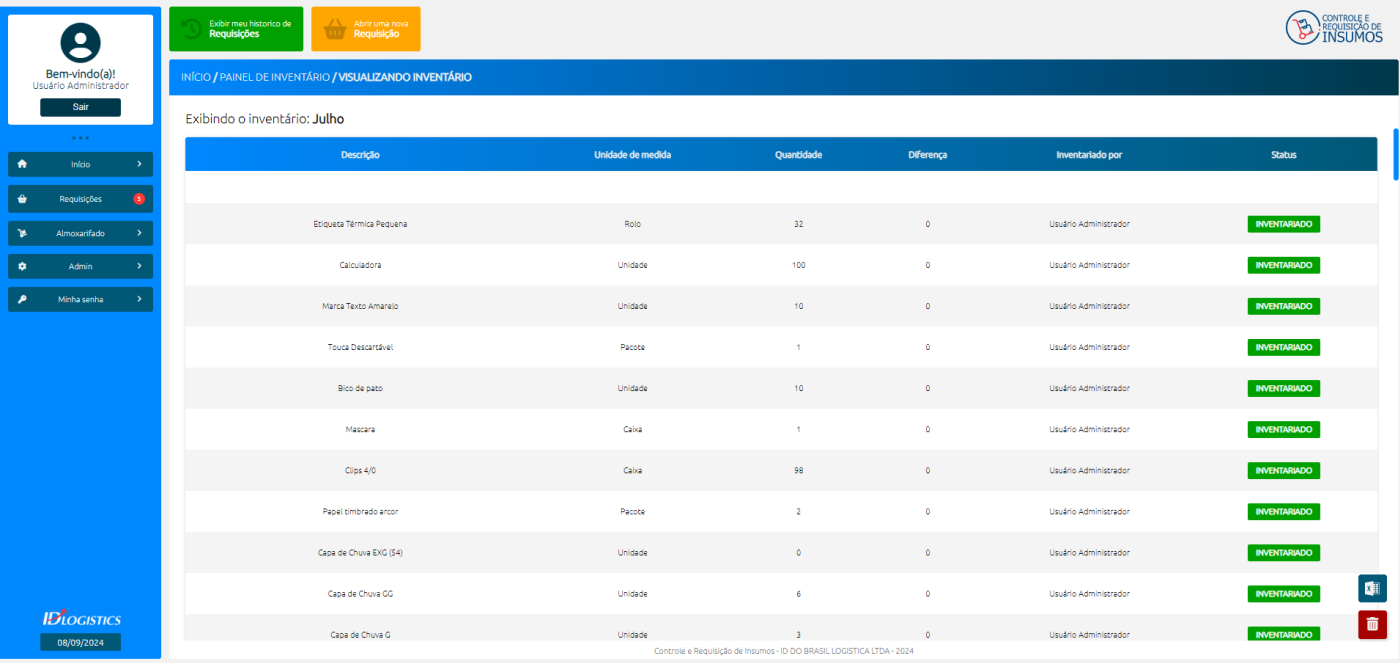 Bem-vindo(a)!
Usuário Administrador
Sair
Início
Requisições 5
Almoxarifado
Admin
Minha senha
ID LOGISTICS
08/09/2024
Exibir meu historico de
Requisições
Abrir uma nova
Requisição
CONTROLE E
REQUISIÇÃO DE
INSUMOS
INÍCIO / PAINEL DE INVENTÁRIO / VISUALIZANDO INVENTÁRIO
Exibindo o inventário: Julho
Descrição Unidade de medida Quantidade Diferença Inventariado por Status
Etiqueta Térmica Pequena Rolo 32 0 Usuário Administrador INVENTARIADO
Calculadora Unidade 100 0 Usuário Administrador INVENTARIADO
Marca Texto Amarelo Unidade 10 0 Usuário Administrador INVENTARIADO
Touca Descartável Pacote 1 0 Usuário Administrador INVENTARIADO
Bico de pato Unidade 10 0 Usuário Administrador INVENTARIADO
Mascara Caixa 1 0 Usuário Administrador INVENTARIADO
Clips 4/0 Caixa 98 0 Usuário Administrador INVENTARIADO
Papel timbrado arcor Pacote 2 0 Usuário Administrador INVENTARIADO
Capa de Chuva EXG (54) Unidade 0 0 Usuário Administrador INVENTARIADO
Capa de Chuva GG Unidade 6 0 Usuário Administrador INVENTARIADO
Capa de Chuva G Unidade 3 0 Usuário Administrador INVENTARIADO
Controle e Requisição de Insumos - ID DO BRASIL LOGISTICA LTDA - 2024